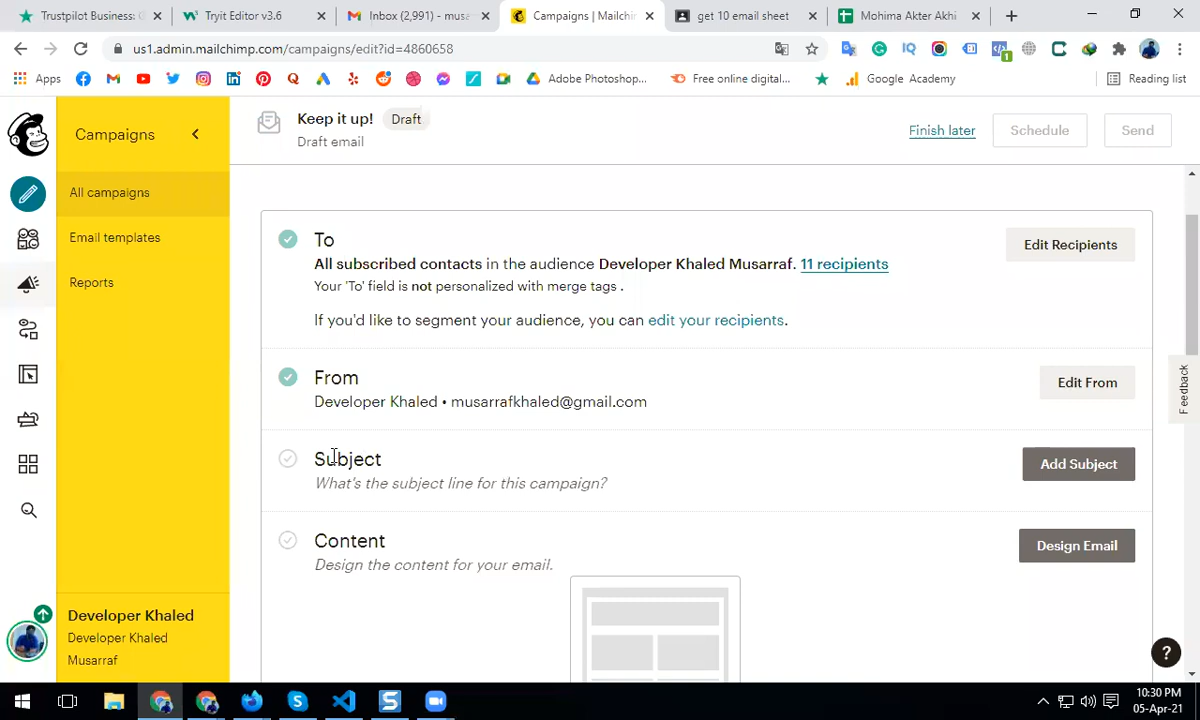 Trustpilot Business: G
Tryit Editor v3.6
Inbox (2,991) - musa
Campaigns | Mailchim
get 10 email sheet
Mohima Akter Akhi
us1.admin.mailchimp.com/campaigns/edit?id=4860658
Apps
Adobe Photoshop...
Free online digital...
Google Academy
Reading list
Campaigns
Keep it up!
Draft
Draft email
Finish later
Schedule
Send
All campaigns
Email templates
Reports
To
All subscribed contacts in the audience Developer Khaled Musarraf. 11 recipients
Your 'To' field is not personalized with merge tags .
If you'd like to segment your audience, you can edit your recipients.
Edit Recipients
From
Developer Khaled • musarrafkhaled@gmail.com
Edit From
Feedback
Subject
What's the subject line for this campaign?
Add Subject
Content
Design the content for your email.
Design Email
Developer Khaled
Developer Khaled
Musarraf
?
10:30 PM
05-Apr-21